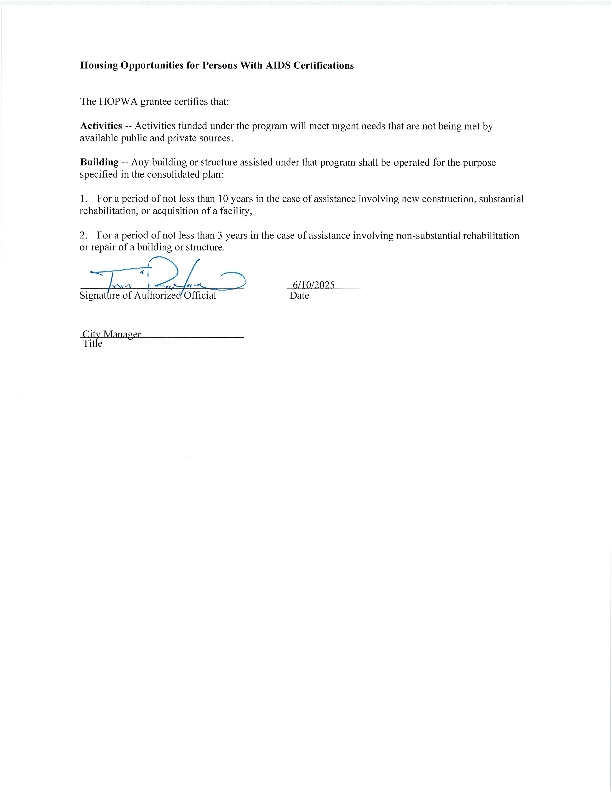 Housing Opportunities for Persons With AIDS Certifications
The HOPWA grantee certifies that:
Activities -- Activities funded under the program will meet urgent needs that are not being met by
available public and private sources.
Building -- Any building or structure assisted under that program shall be operated for the purpose
specified in the consolidated plan:
1. For a period of not less than 10 years in the case of assistance involving new construction, substantial
rehabilitation, or acquisition of a facility,
2. For a period of not less than 3 years in the case of assistance involving non-substantial rehabilitation
or repair of a building or structure.
6/10/2025
Signature of Authorized Official Date
City Manager
Title